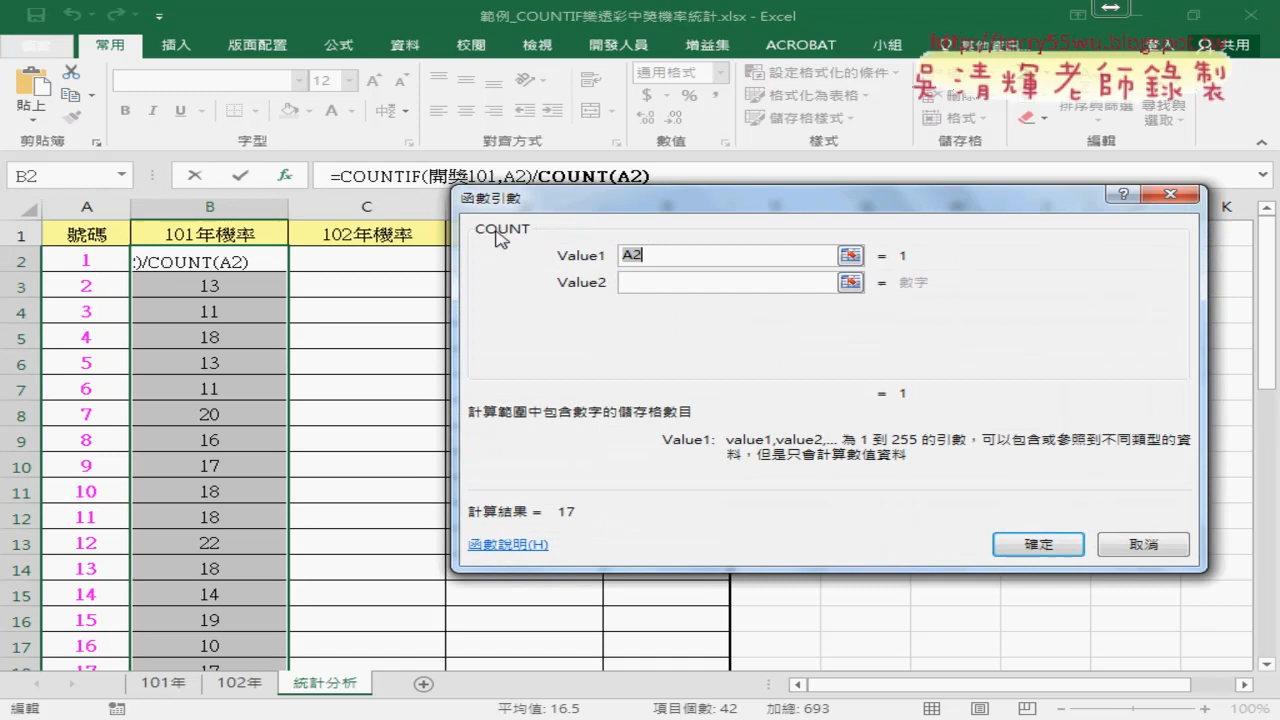 範例_COUNTIF樂透彩中獎機率統計.xlsx - Excel
常用 插入 版面配置 公式 資料 校閱 檢視 開發人員 增益集 ACROBAT 小組 登入 共用
http://terry55wu.blogspot.tw
吳清輝老師錄製
貼上 12 通用格式 設定格式化的條件
B I U A 中 $ % , 格式化為表格
儲存格樣式 格式 排序與篩選 尋找與選取
剪貼簿 字型 對齊方式 數值 樣式 儲存格 編輯
B2 fx =COUNTIF(開獎101,A2)/COUNT(A2)
A B C K
1 號碼 101年機率 102年機率
2 1 :)/COUNT(A2)
3 2 13
4 3 11
5 4 18
6 5 13
7 6 11
8 7 20
9 8 16
10 9 17
11 10 18
12 11 18
13 12 22
14 13 18
15 14 14
16 15 19
17 16 10
17 17
函數引數
?
COUNT
Value1 A2 = 1
Value2 = 數字
= 1
計算範圍中包含數字的儲存格數目
Value1: value1,value2,... 為 1 到 255 的引數，可以包含或參照到不同類型的資
料，但是只會計算數值資料
計算結果 = 17
函數說明(H) 確定 取消
101年 102年 統計分析
編輯 平均值: 16.5 項目個數: 42 加總: 693 100%